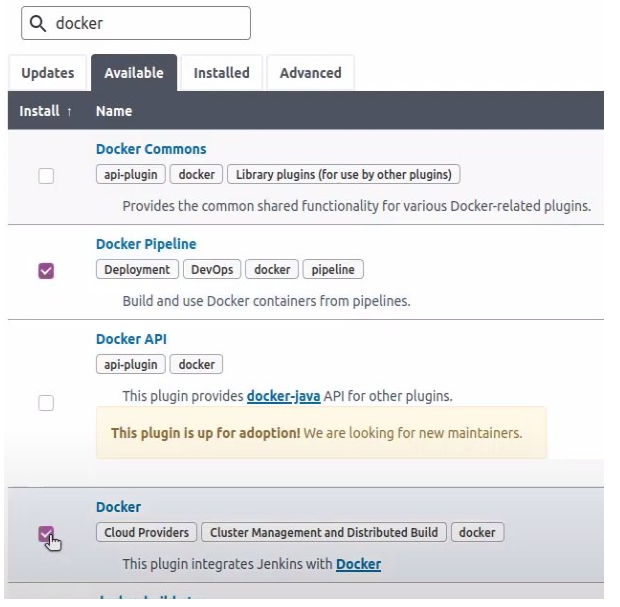 docker
Updates Available Installed Advanced
Install ↑ Name
Docker Commons
api-plugin docker Library plugins (for use by other plugins)
Provides the common shared functionality for various Docker-related plugins.
Docker Pipeline
Deployment DevOps docker pipeline
Build and use Docker containers from pipelines.
Docker API
api-plugin docker
This plugin provides docker-java API for other plugins.
This plugin is up for adoption! We are looking for new maintainers.
Docker
Cloud Providers Cluster Management and Distributed Build docker
This plugin integrates Jenkins with Docker